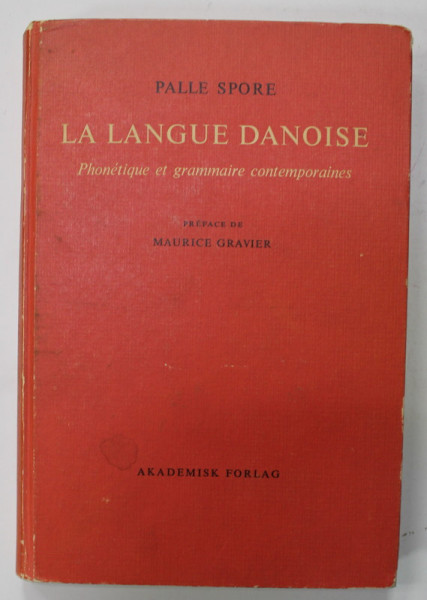 PALLE SPORE
LA LANGUE DANOISE
Phonétique et grammaire contemporaines
PRÉFACE DE
MAURICE GRAVIER
AKADEMISK FORLAG